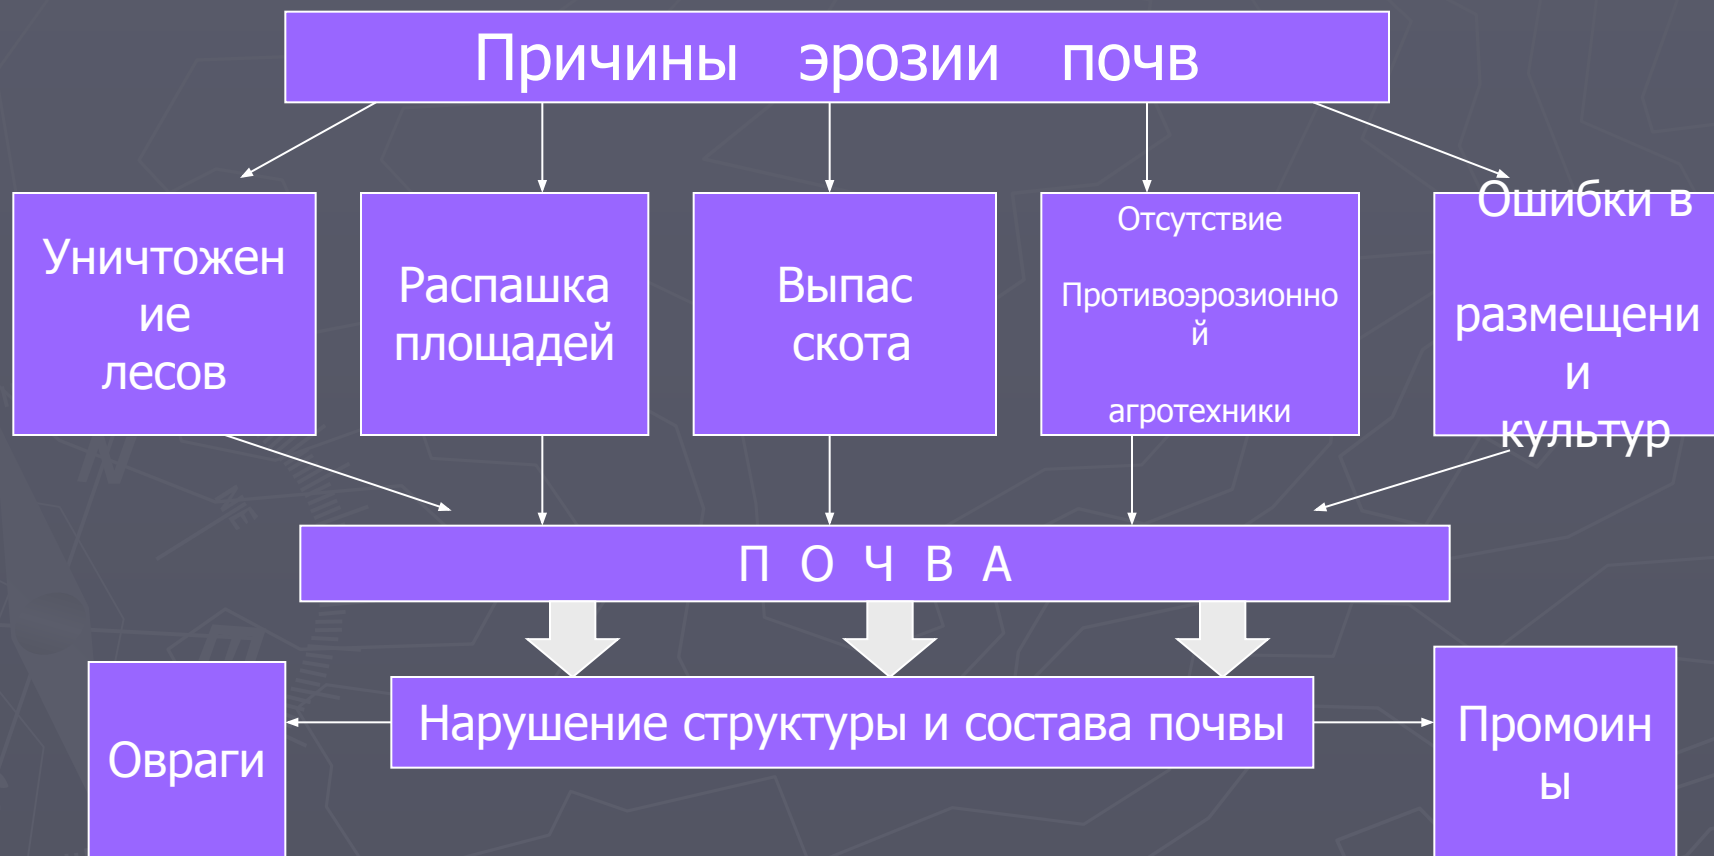 Причины эрозии почв
Уничтожен
ие
лесов
Распашка
площадей
Выпас
скота
Отсутствие
Противоэрозионно
й
агротехники
Ошибки в
размещени
и
культур
П О Ч В А
Нарушение структуры и состава почвы
Овраги
Промоин
ы
N
NE
E